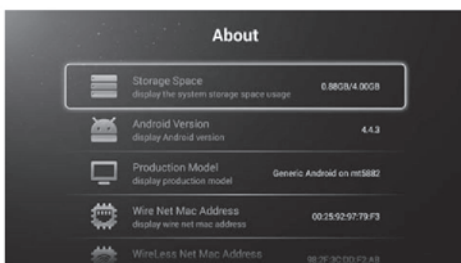 About
Storage Space
display the system storage space usage
0.88GB/4.00GB
Android Version
display Android version
4.4.3
Production Model
display production model
Generic Android on mt5882
Wire Net Mac Address
display wire net mac address
00:25:92:97:79:F3
WireLess Net Mac Address